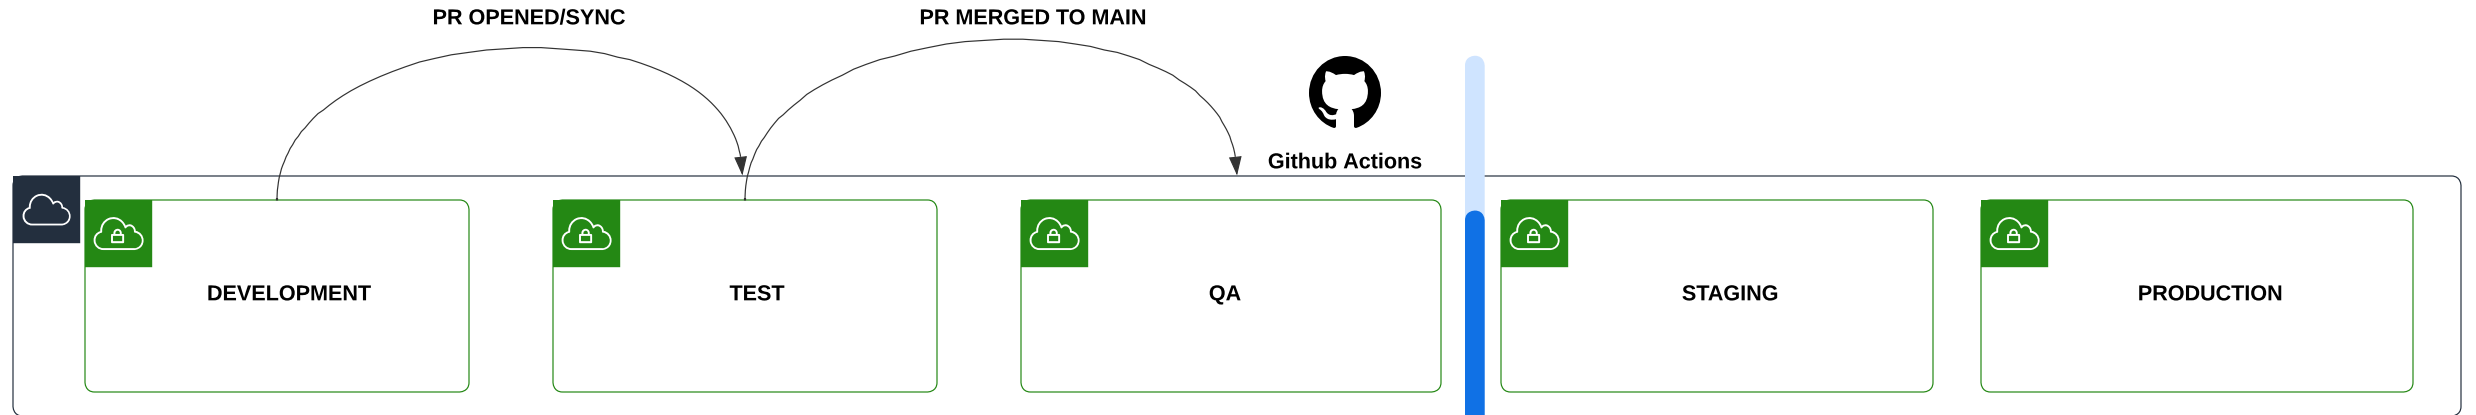 PR OPENED/SYNC
PR MERGED TO MAIN
Github Actions
DEVELOPMENT
TEST
QA
STAGING
PRODUCTION